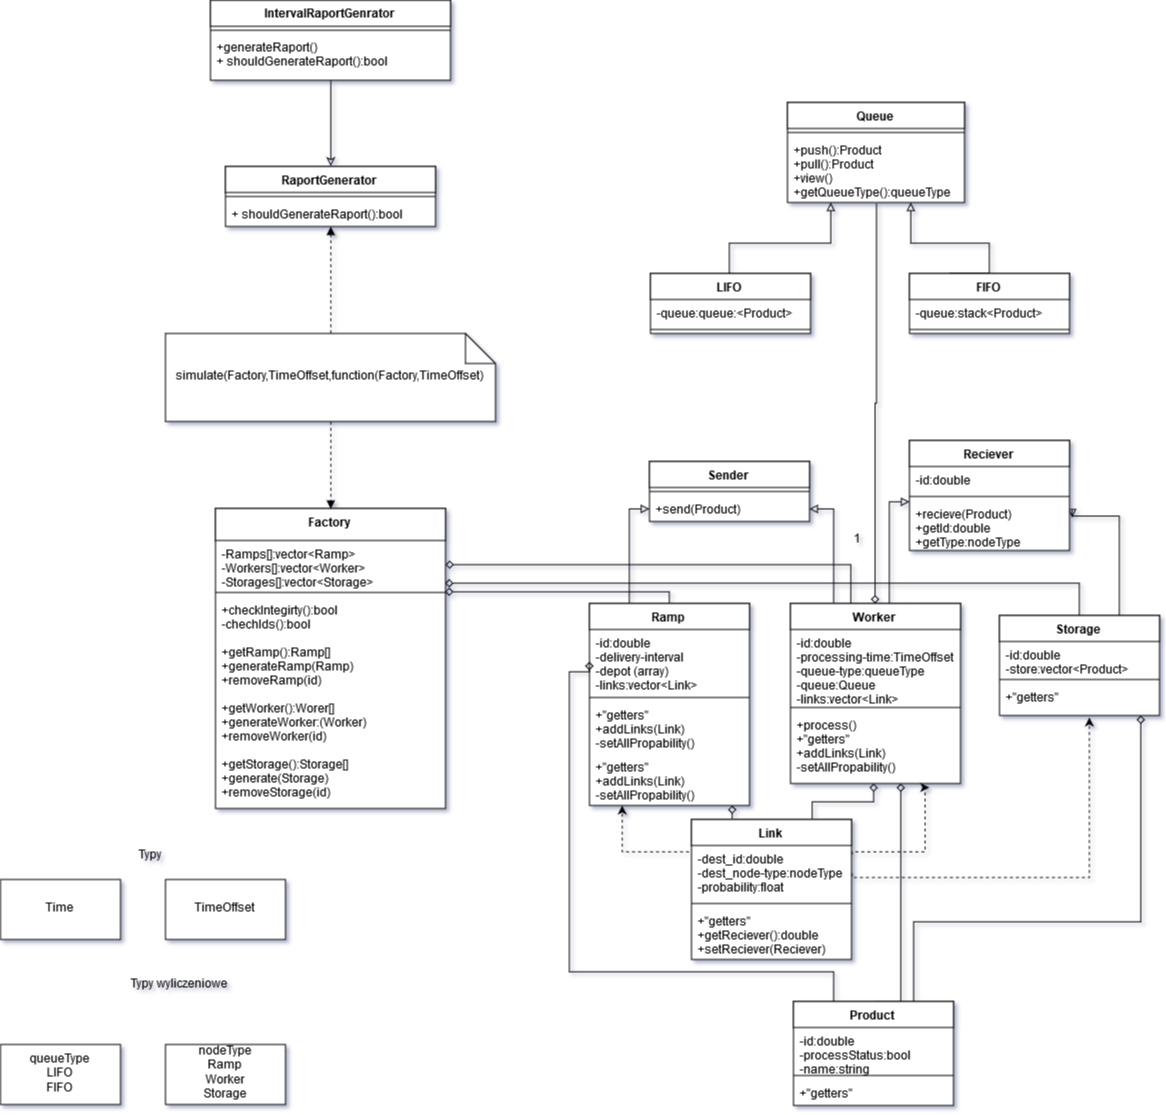 IntervalRaportGenrator
+generateRaport()
+ shouldGenerateRaport():bool
RaportGenerator
+ shouldGenerateRaport():bool
simulate(Factory,TimeOffset,function(Factory,TimeOffset)
Factory
-Ramps[]:vector<Ramp>
-Workers[]:vector<Worker>
-Storages[]:vector<Storage>
+checkIntegirty():bool
-chechIds():bool
+getRamp():Ramp[]
+generateRamp(Ramp)
+removeRamp(id)
+getWorker():Worer[]
+generateWorker:(Worker)
+removeWorker(id)
+getStorage():Storage[]
+generate(Storage)
+removeStorage(id)
Typy
Time
TimeOffset
Typy wyliczeniowe
queueType
LIFO
FIFO
nodeType
Ramp
Worker
Storage
Queue
+push():Product
+pull():Product
+view()
+getQueueType():queueType
LIFO
-queue:queue:<Product>
FIFO
-queue:stack<Product>
Sender
+send(Product)
Reciever
-id:double
+recieve(Product)
+getId:double
+getType:nodeType
1
Ramp
-id:double
-delivery-interval
-depot (array)
-links:vector<Link>
+"getters"
+addLinks(Link)
-setAllPropability()
+"getters"
+addLinks(Link)
-setAllPropability()
Worker
-id:double
-processing-time:TimeOffset
-queue-type:queueType
-queue:Queue
-links:vector<Link>
+process()
+"getters"
+addLinks(Link)
-setAllPropability()
Storage
-id:double
-store:vector<Product>
+"getters"
Link
-dest_id:double
-dest_node-type:nodeType
-probability:float
+"getters"
+getReciever():double
+setReciever(Reciever)
Product
-id:double
-processStatus:bool
-name:string
+"getters"